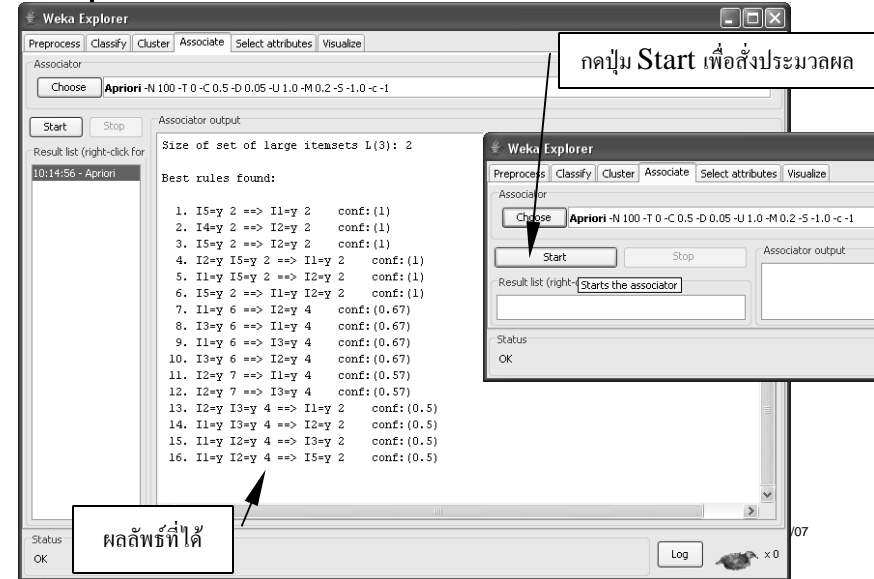 Weka Explorer
Preprocess Classify Cluster Associate Select attributes Visualize
Associator
Choose Apriori -N 100 -T 0 -C 0.5 -D 0.05 -U 1.0 -M 0.2 -S -1.0 -c -1
Start Stop
Result list (right-click for
10:14:56 - Apriori
Associator output
Size of set of large itemsets L(3): 2
Best rules found:
1. I5=y 2 ==> I1=y 2 conf:(1)
2. I4=y 2 ==> I2=y 2 conf:(1)
3. I5=y 2 ==> I2=y 2 conf:(1)
4. I2=y I5=y 2 ==> I1=y 2 conf:(1)
5. I1=y I5=y 2 ==> I2=y 2 conf:(1)
6. I5=y 2 ==> I1=y I2=y 2 conf:(1)
7. I1=y 6 ==> I2=y 4 conf:(0.67)
8. I3=y 6 ==> I1=y 4 conf:(0.67)
9. I1=y 6 ==> I3=y 4 conf:(0.67)
10. I3=y 6 ==> I2=y 4 conf:(0.67)
11. I2=y 7 ==> I1=y 4 conf:(0.57)
12. I2=y 7 ==> I3=y 4 conf:(0.57)
13. I2=y I3=y 4 ==> I1=y 2 conf:(0.5)
14. I1=y I3=y 4 ==> I2=y 2 conf:(0.5)
15. I1=y I2=y 4 ==> I3=y 2 conf:(0.5)
16. I1=y I2=y 4 ==> I5=y 2 conf:(0.5)
กดปุ่ม Start เพื่อสั่งประมวลผล
Weka Explorer
Preprocess Classify Cluster Associate Select attributes Visualize
Associator
Choose Apriori -N 100 -T 0 -C 0.5 -D 0.05 -U 1.0 -M 0.2 -S -1.0 -c -1
Start Stop
Associator output
Result list (right-
Starts the associator
Status
OK
ผลลัพธ์ที่ได้
Status
OK
Log x 0
/07